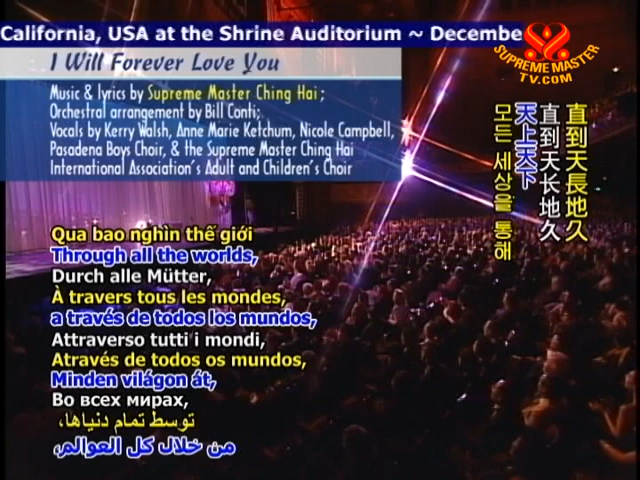 California, USA at the Shrine Auditorium ~ Decembe
SUPREME MASTER
TV.COM
I Will Forever Love You
Music & lyrics by Supreme Master Ching Hai ;
Orchestral arrangement by Bill Conti;
Vocals by Kerry Walsh, Anne Marie Ketchum, Nicole Campbell,
Pasadena Boys Choir, & the Supreme Master Ching Hai
International Association's Adult and Children's Choir
直到天長地久
直到天长地久
天上天下
모든 세상을 통해
Qua bao nghìn thế giới
Through all the worlds,
Durch alle Mütter,
À travers tous les mondes,
a través de todos los mundos,
Attraverso tutti i mondi,
Através de todos os mundos,
Minden világon át,
Во всех мирах,
توسط تمام دنیاها،
من خلال كل العوالم،